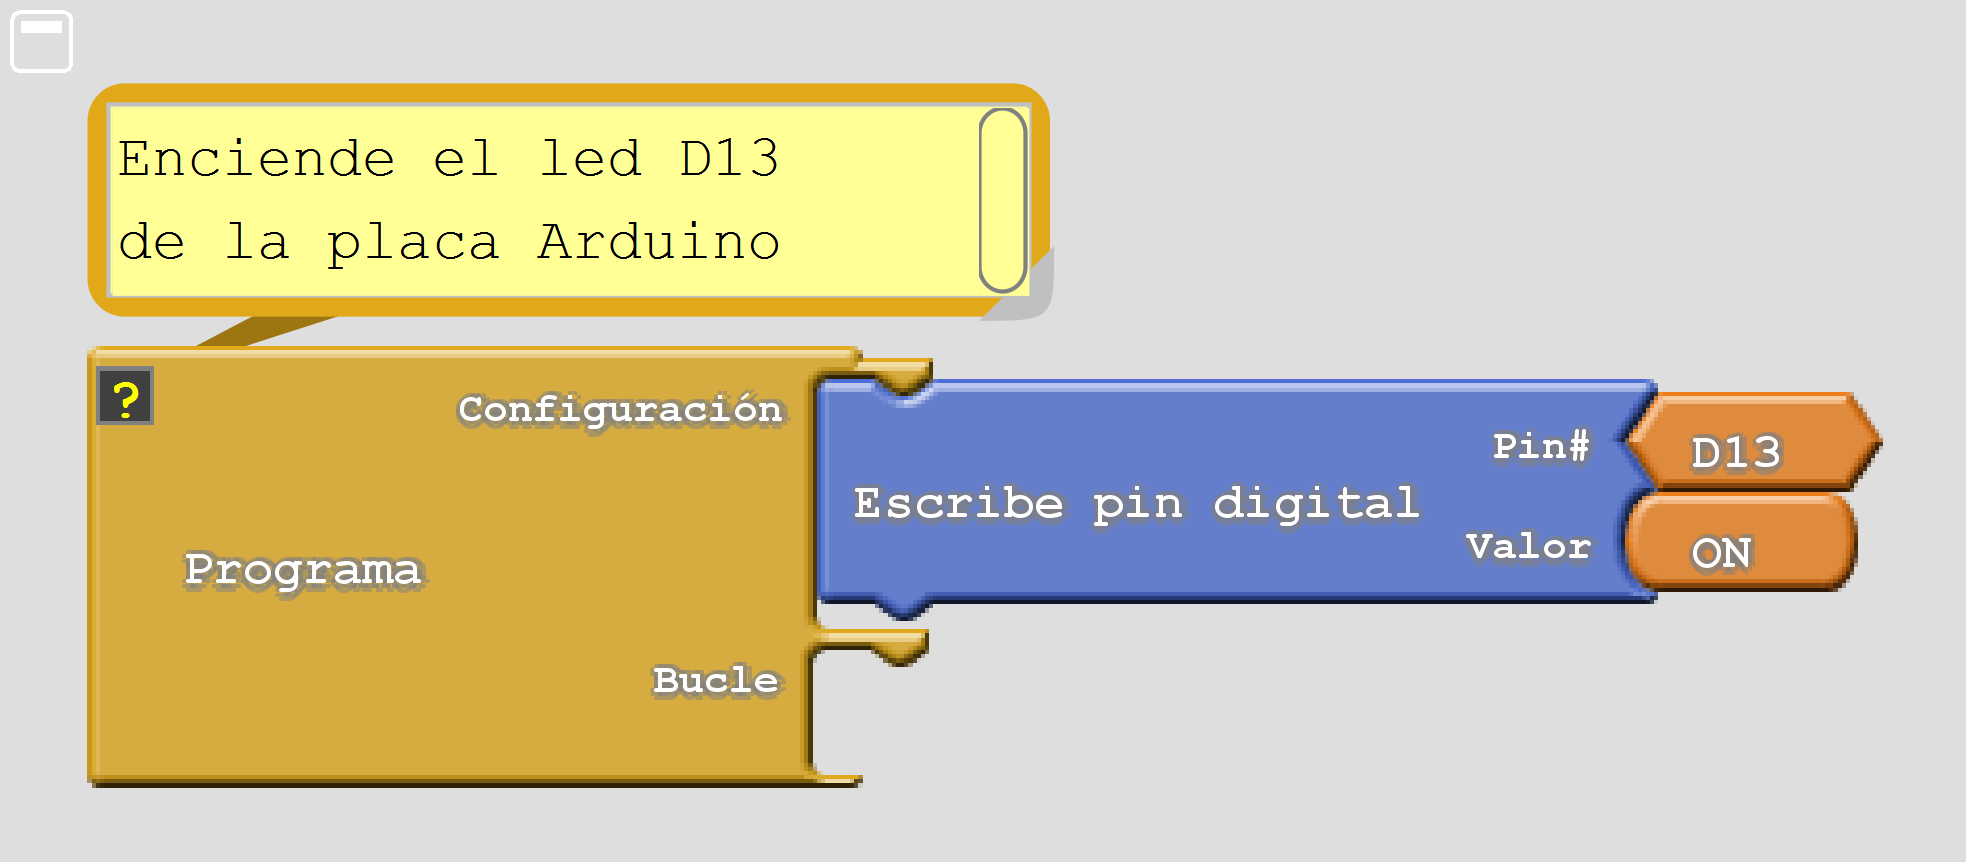 Enciende el led D13
de la placa Arduino
?
Configuración
Pin#
D13
Escribe pin digital
Valor
ON
Programa
Bucle